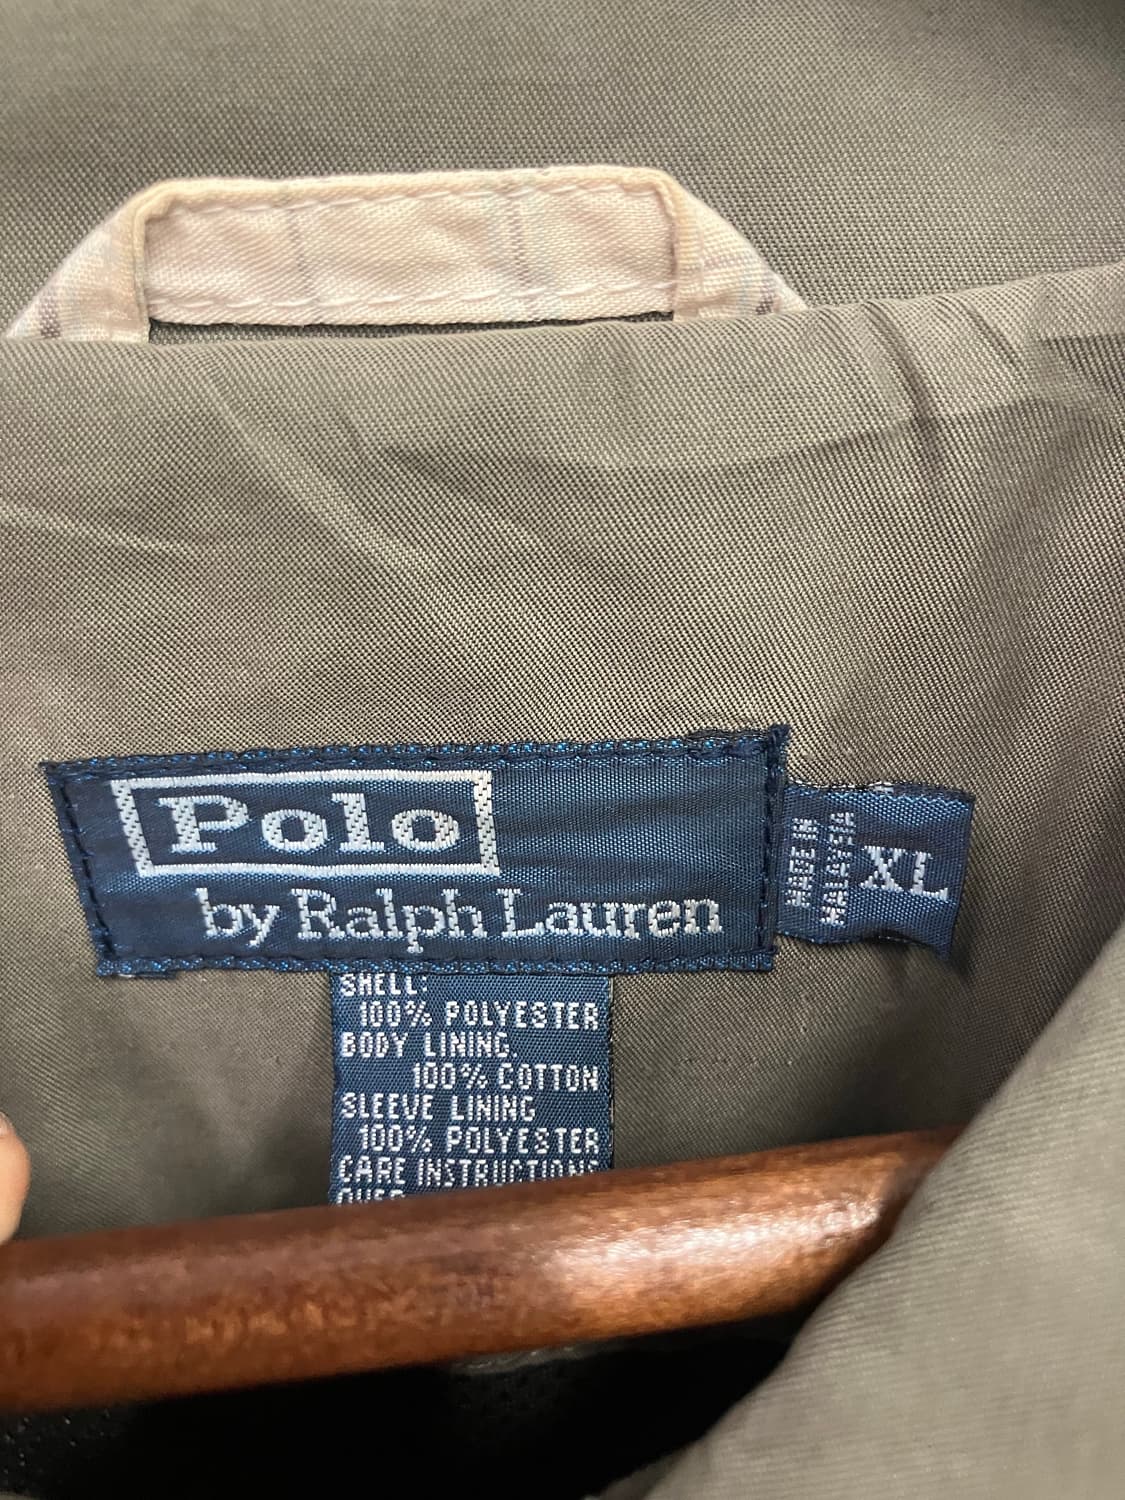 Polo
by Ralph Lauren
MADE IN
MALAYSIA
XL
SHELL:
100% POLYESTER
BODY LINING:
100% COTTON
SLEEVE LINING
100% POLYESTER
CARE INSTRUCTIONS
OVER